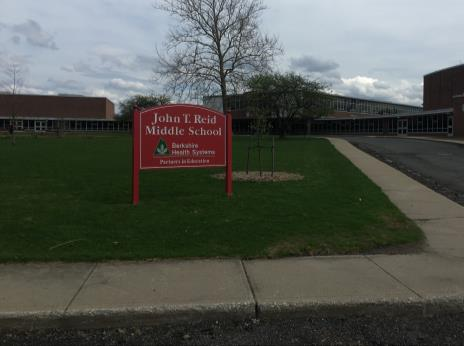 John T. Reid
Middle School
Berkshire
Health Systems
Partners in Education